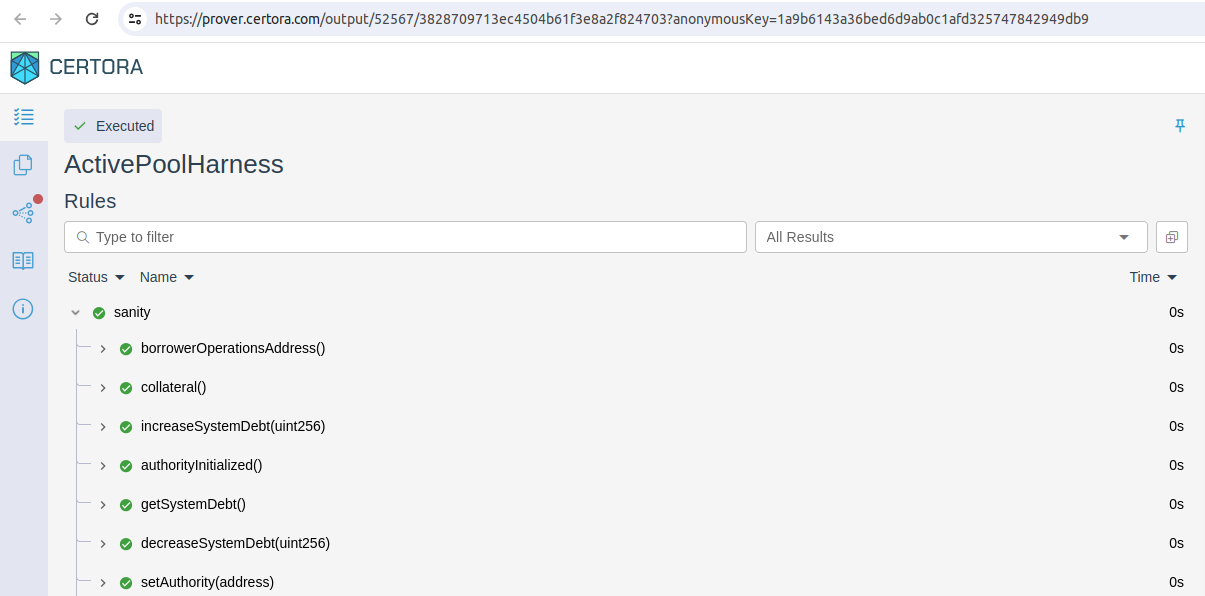 https://prover.certora.com/output/52567/3828709713ec4504b61f3e8a2f824703?anonymousKey=1a9b6143a36bed6d9ab0c1afd325747842949db9
CERTORA
Executed
ActivePoolHarness
Rules
Type to filter
All Results
Status Name Time
sanity 0s
borrowerOperationsAddress() 0s
collateral() 0s
increaseSystemDebt(uint256) 0s
authorityInitialized() 0s
getSystemDebt() 0s
decreaseSystemDebt(uint256) 0s
setAuthority(address) 0s